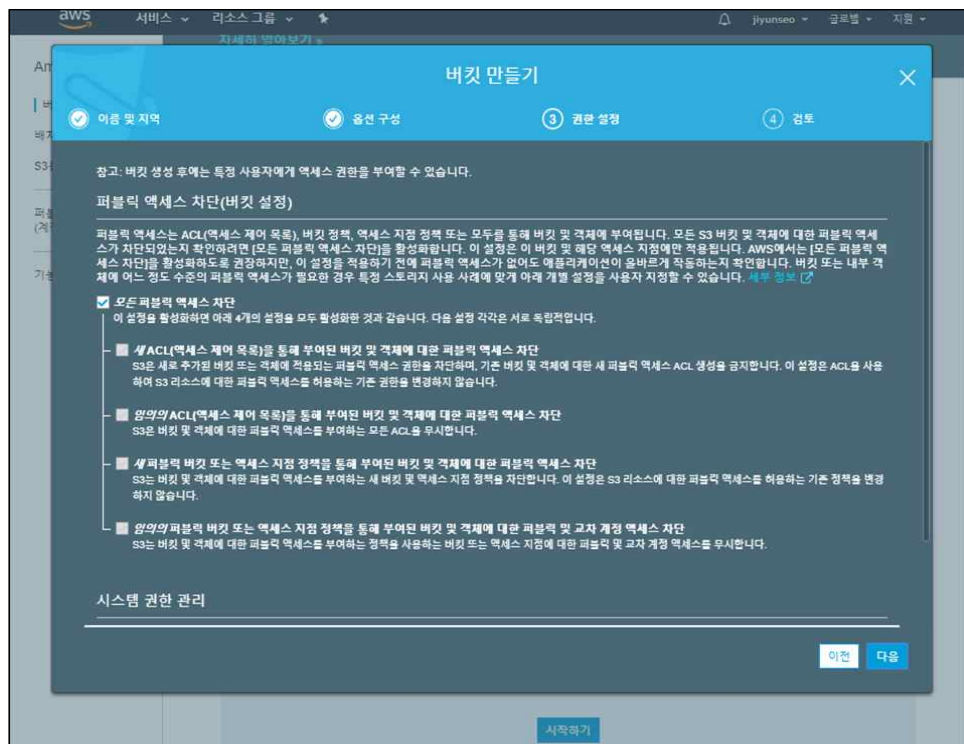 aws 서비스 리소스 그룹 jiyunseo 글로벌 지원
자세히 알아보기 »
버킷 만들기
이름 및 지역 옵션 구성 3 권한 설정 4 검토
참고: 버킷 생성 후에는 특정 사용자에게 액세스 권한을 부여할 수 있습니다.
퍼블릭 액세스 차단(버킷 설정)
퍼블릭 액세스는 ACL(액세스 제어 목록), 버킷 정책, 액세스 지점 정책 또는 모두를 통해 버킷 및 객체에 부여됩니다. 모든 S3 버킷 및 객체에 대한 퍼블릭 액세
스가 차단되었는지 확인하려면 [모든 퍼블릭 액세스 차단]을 활성화합니다. 이 설정은 이 버킷 및 해당 액세스 지점에만 적용됩니다. AWS에서는 [모든 퍼블릭 액
세스 차단]을 활성화하도록 권장하지만, 이 설정을 적용하기 전에 퍼블릭 액세스가 없어도 애플리케이션이 올바르게 작동하는지 확인합니다. 버킷 또는 내부 객
체에 어느 정도 수준의 퍼블릭 액세스가 필요한 경우 특정 스토리지 사용 사례에 맞게 아래 개별 설정을 사용자 지정할 수 있습니다. 세부 정보
모든 퍼블릭 액세스 차단
이 설정을 활성화하면 아래 4개의 설정을 모두 활성화한 것과 같습니다. 다음 설정 각각은 서로 독립적입니다.
새 ACL(액세스 제어 목록)을 통해 부여된 버킷 및 객체에 대한 퍼블릭 액세스 차단
S3은 새로 추가된 버킷 또는 객체에 적용되는 퍼블릭 액세스 권한을 차단하며, 기존 버킷 및 객체에 대한 새 퍼블릭 액세스 ACL 생성을 금지합니다. 이 설정은 ACL을 사용
하여 S3 리소스에 대한 퍼블릭 액세스를 허용하는 기존 권한을 변경하지 않습니다.
임의의 ACL(액세스 제어 목록)을 통해 부여된 버킷 및 객체에 대한 퍼블릭 액세스 차단
S3은 버킷 및 객체에 대한 퍼블릭 액세스를 부여하는 모든 ACL을 무시합니다.
새 퍼블릭 버킷 또는 액세스 지점 정책을 통해 부여된 버킷 및 객체에 대한 퍼블릭 액세스 차단
S3는 버킷 및 객체에 대한 퍼블릭 액세스를 부여하는 새 버킷 및 액세스 지점 정책을 차단합니다. 이 설정은 S3 리소스에 대한 퍼블릭 액세스를 허용하는 기존 정책을 변경
하지 않습니다.
임의의 퍼블릭 버킷 또는 액세스 지점 정책을 통해 부여된 버킷 및 객체에 대한 퍼블릭 및 교차 계정 액세스 차단
S3는 버킷 및 객체에 대한 퍼블릭 액세스를 부여하는 정책을 사용하는 버킷 또는 액세스 지점에 대한 퍼블릭 및 교차 계정 액세스를 무시합니다.
시스템 권한 관리
이전 다음
시작하기